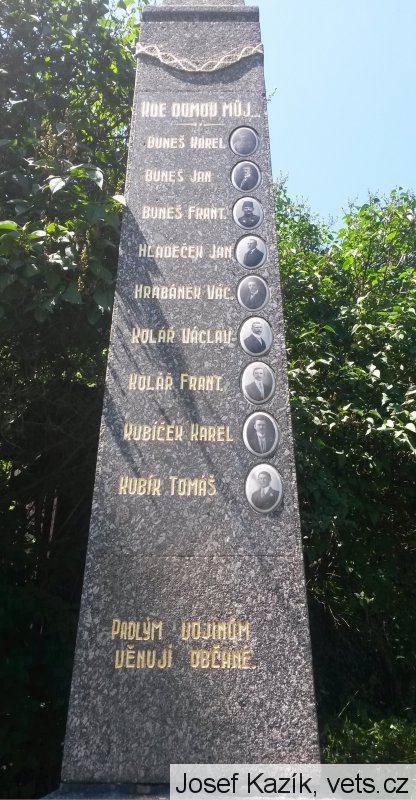 KDE DOMOV MŮJ...
BUNEŠ KAREL
BUNEŠ JAN
BUNEŠ FRANT.
HLADEČEK JAN
HRABÁNEK VÁC.
KOLÁŘ VÁCLAV
KOLÁŘ FRANT.
KUBÍČEK KAREL
KUBÍK TOMÁŠ
PADLÝM VOJINŮM
VĚNUJÍ OBČANÉ.
Josef Kazík, vets.cz